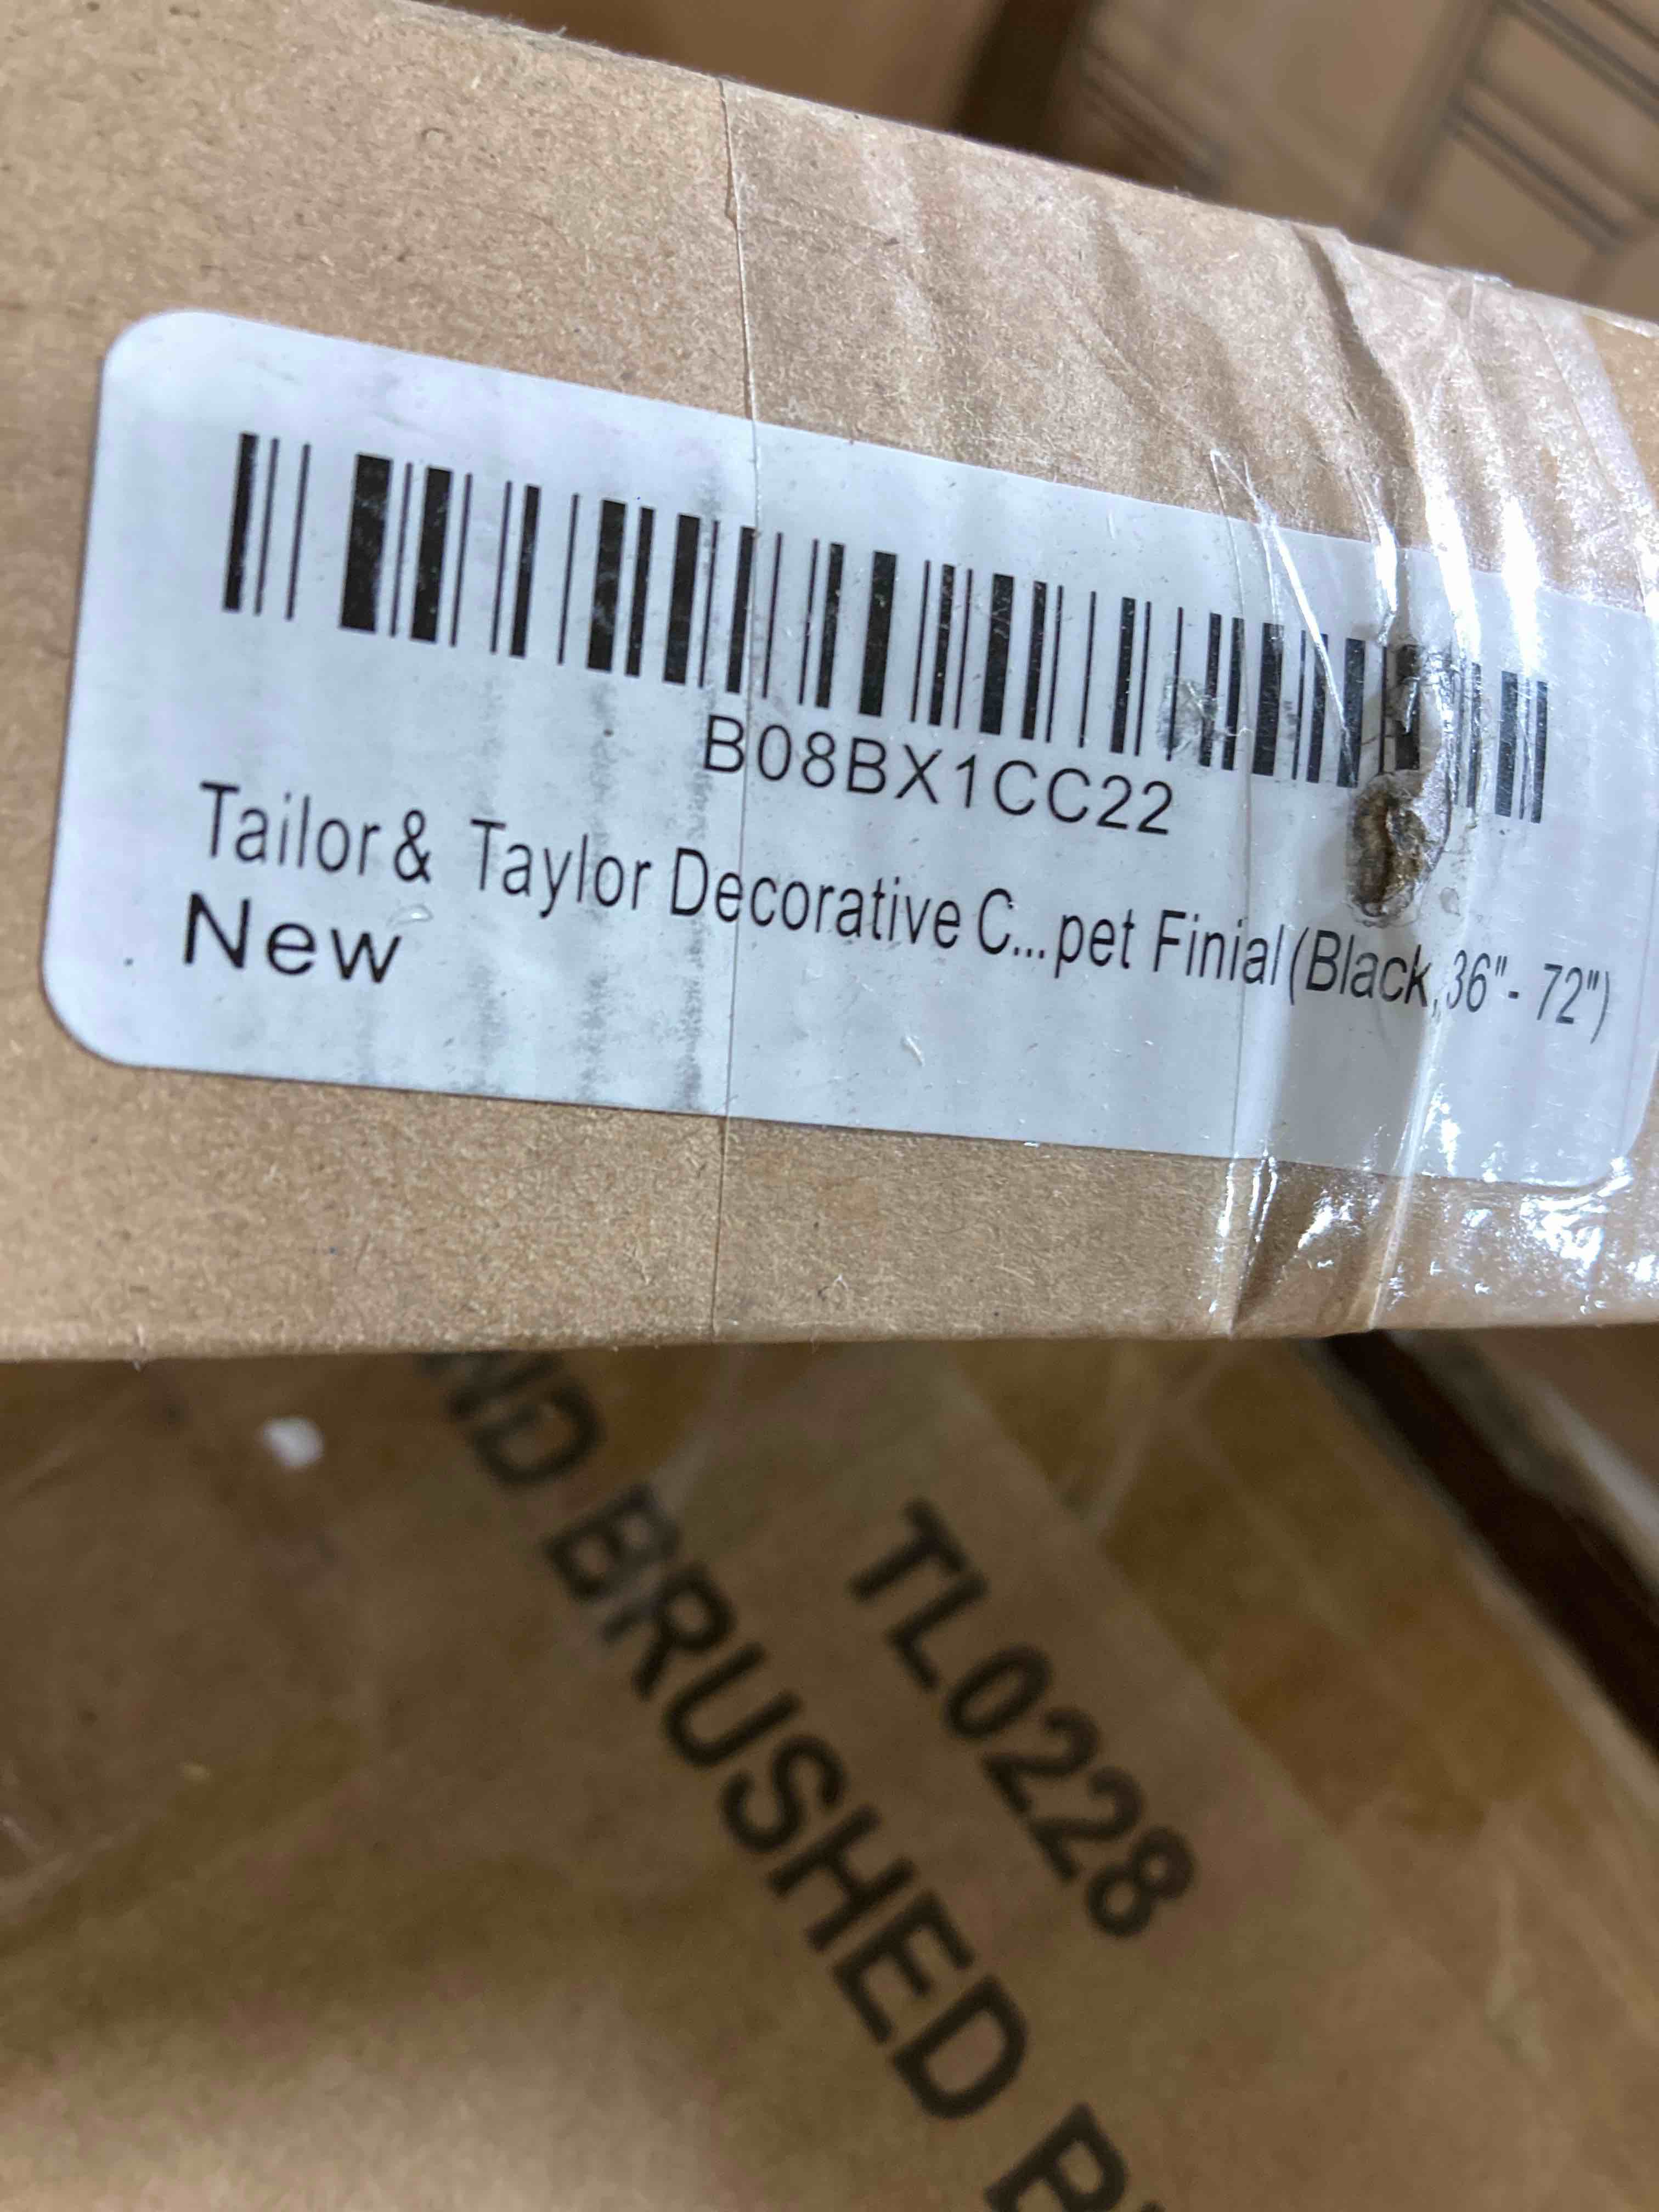 B08BX1CC22
Tailor& Taylor Decorative C...pet Finial (Black,36"- 72")
New
TL0228
BRUSHED